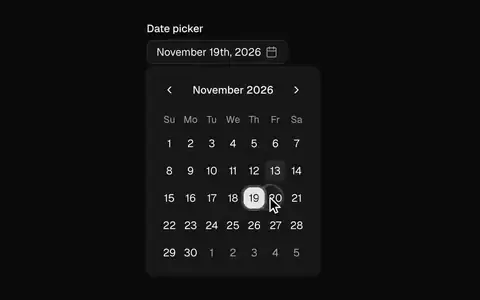 Date picker
November 19th, 2026
November 2026
Su Mo Tu We Th Fr Sa
1 2 3 4 5 6 7
8 9 10 11 12 13 14
15 16 17 18 19 20 21
22 23 24 25 26 27 28
29 30 1 2 3 4 5